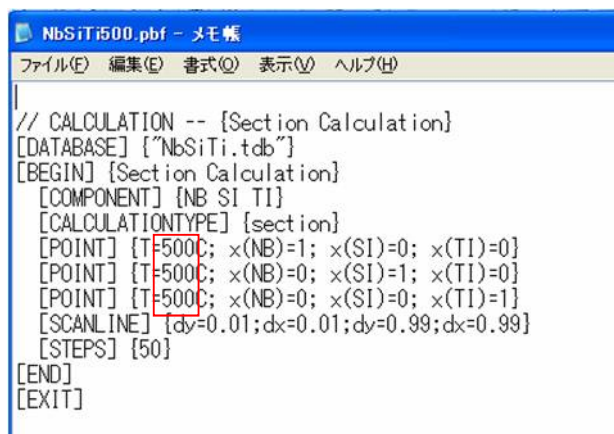 NbSiTi500.pbf - メモ帳
ファイル(F) 編集(E) 書式(O) 表示(V) ヘルプ(H)
// CALCULATION -- {Section Calculation}
[DATABASE] {"NbSiTi.tdb"}
[BEGIN] {Section Calculation}
[COMPONENT] {NB SI TI}
[CALCULATIONTYPE] {section}
[POINT] {T=500C; x(NB)=1; x(SI)=0; x(TI)=0}
[POINT] {T=500C; x(NB)=0; x(SI)=1; x(TI)=0}
[POINT] {T=500C; x(NB)=0; x(SI)=0; x(TI)=1}
[SCANLINE] {dy=0.01;dx=0.01;dy=0.99;dx=0.99}
[STEPS] {50}
[END]
[EXIT]